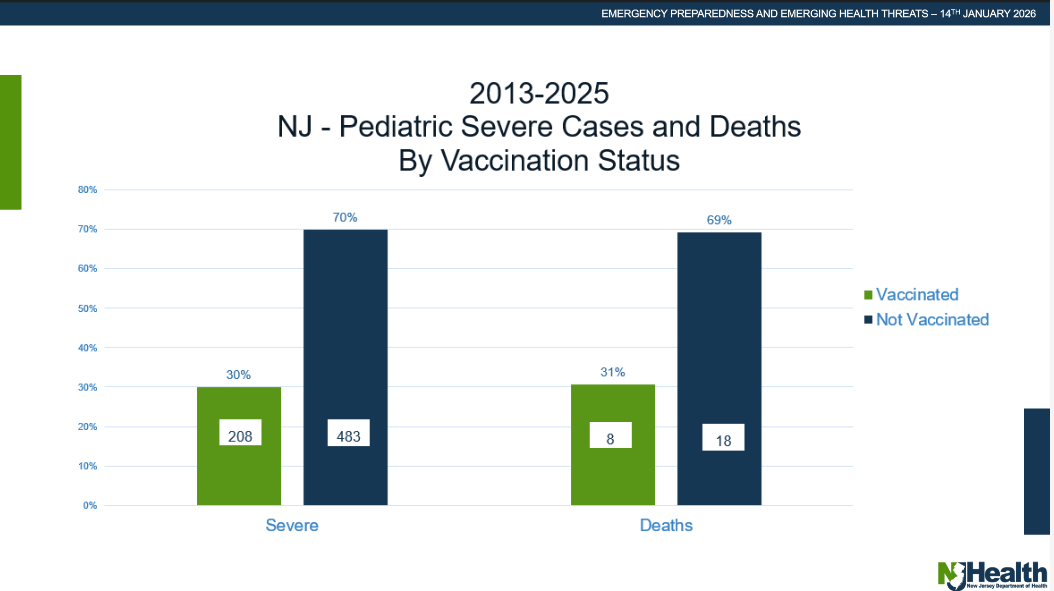 EMERGENCY PREPAREDNESS AND EMERGING HEALTH THREATS – 14TH JANUARY 2026
2013-2025
NJ - Pediatric Severe Cases and Deaths
By Vaccination Status
80%
70%
60%
50%
40%
30%
20%
10%
0%
30%
208
70%
483
31%
8
69%
18
Severe
Deaths
Vaccinated
Not Vaccinated
NJHealth
New Jersey Department of Health